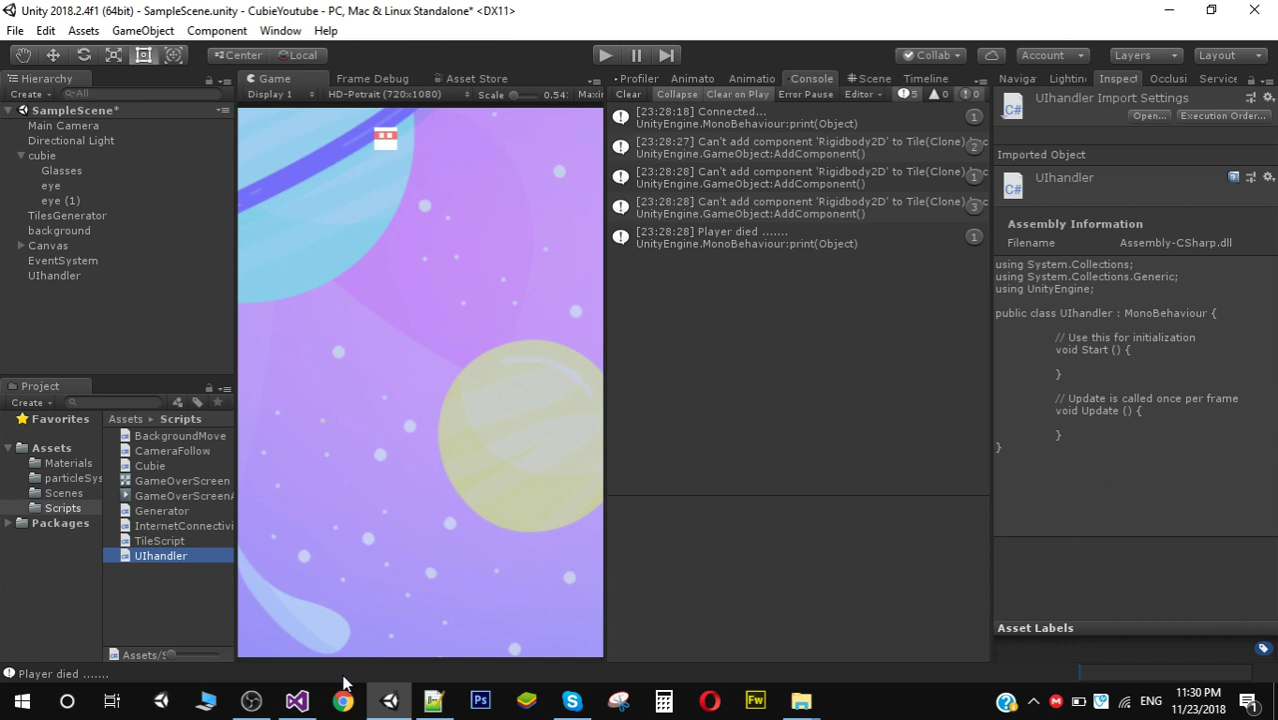 Unity 2018.2.4f1 (64bit) - SampleScene.unity - CubieYoutube - PC, Mac & Linux Standalone* <DX11>
File Edit Assets GameObject Component Window Help
Center Local Collab Account Layers Layout
Hierarchy
Create All
SampleScene*
Main Camera
Directional Light
cubie
Glasses
eye
eye (1)
TilesGenerator
background
Canvas
EventSystem
UIhandler
Game Frame Debug Asset Store
Display 1 HD-Potrait (720x1280) Scale 0.54 Maxir
Profiler Animato Animatio Console Scene Timeline
Clear Collapse Clear on Play Error Pause Editor 5 0 0
[23:28:18] Connected...
UnityEngine.MonoBehaviour:print(Object)
1
[23:28:27] Can't add component 'Rigidbody2D' to Tile(Clone)
UnityEngine.GameObject:AddComponent()
2
[23:28:28] Can't add component 'Rigidbody2D' to Tile(Clone)
UnityEngine.GameObject:AddComponent()
1
[23:28:28] Can't add component 'Rigidbody2D' to Tile(Clone)
UnityEngine.GameObject:AddComponent()
3
[23:28:28] Player died .......
UnityEngine.MonoBehaviour:print(Object)
1
Naviga Lightin Inspect Occlusi Service
C#
UIhandler Import Settings
Open... Execution Order...
Imported Object
C#
UIhandler
Assembly Information
Filename Assembly-CSharp.dll
using System.Collections;
using System.Collections.Generic;
using UnityEngine;
public class UIhandler : MonoBehaviour {
// Use this for initialization
void Start () {
}
// Update is called once per frame
void Update () {
}
}
Asset Labels
Project
Create
Favorites
Assets
Materials
particleSys
Scenes
Scripts
Packages
Assets Scripts
BackgroundMove
CameraFollow
Cubie
GameOverScreen
GameOverScreenA
Generator
InternetConnectivi
TileScript
UIhandler
Assets/S
Player died .......
Ps
Fw
ENG
11:30 PM
11/23/2018
1